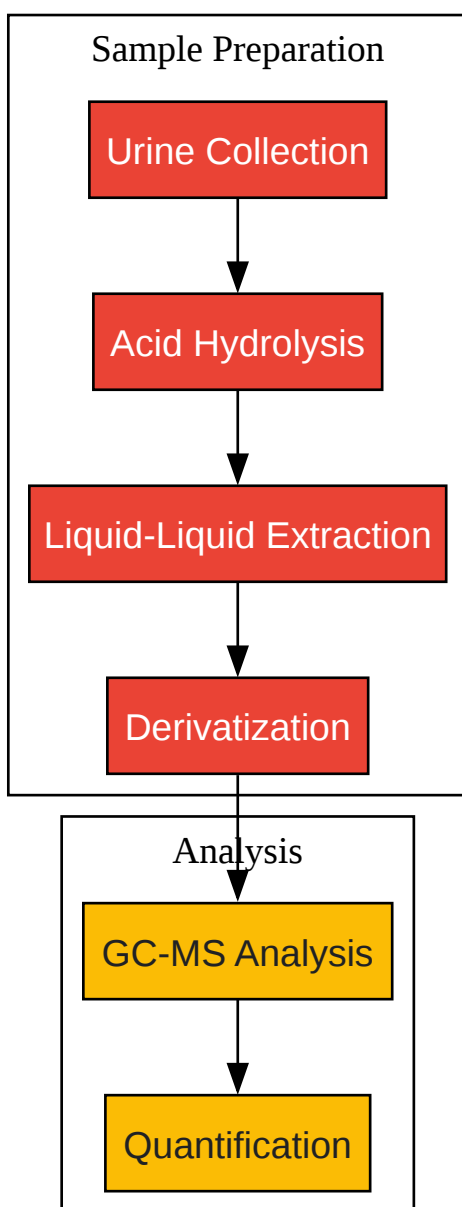 Sample Preparation
Urine Collection
Acid Hydrolysis
Liquid-Liquid Extraction
Derivatization
Analysis
GC-MS Analysis
Quantification